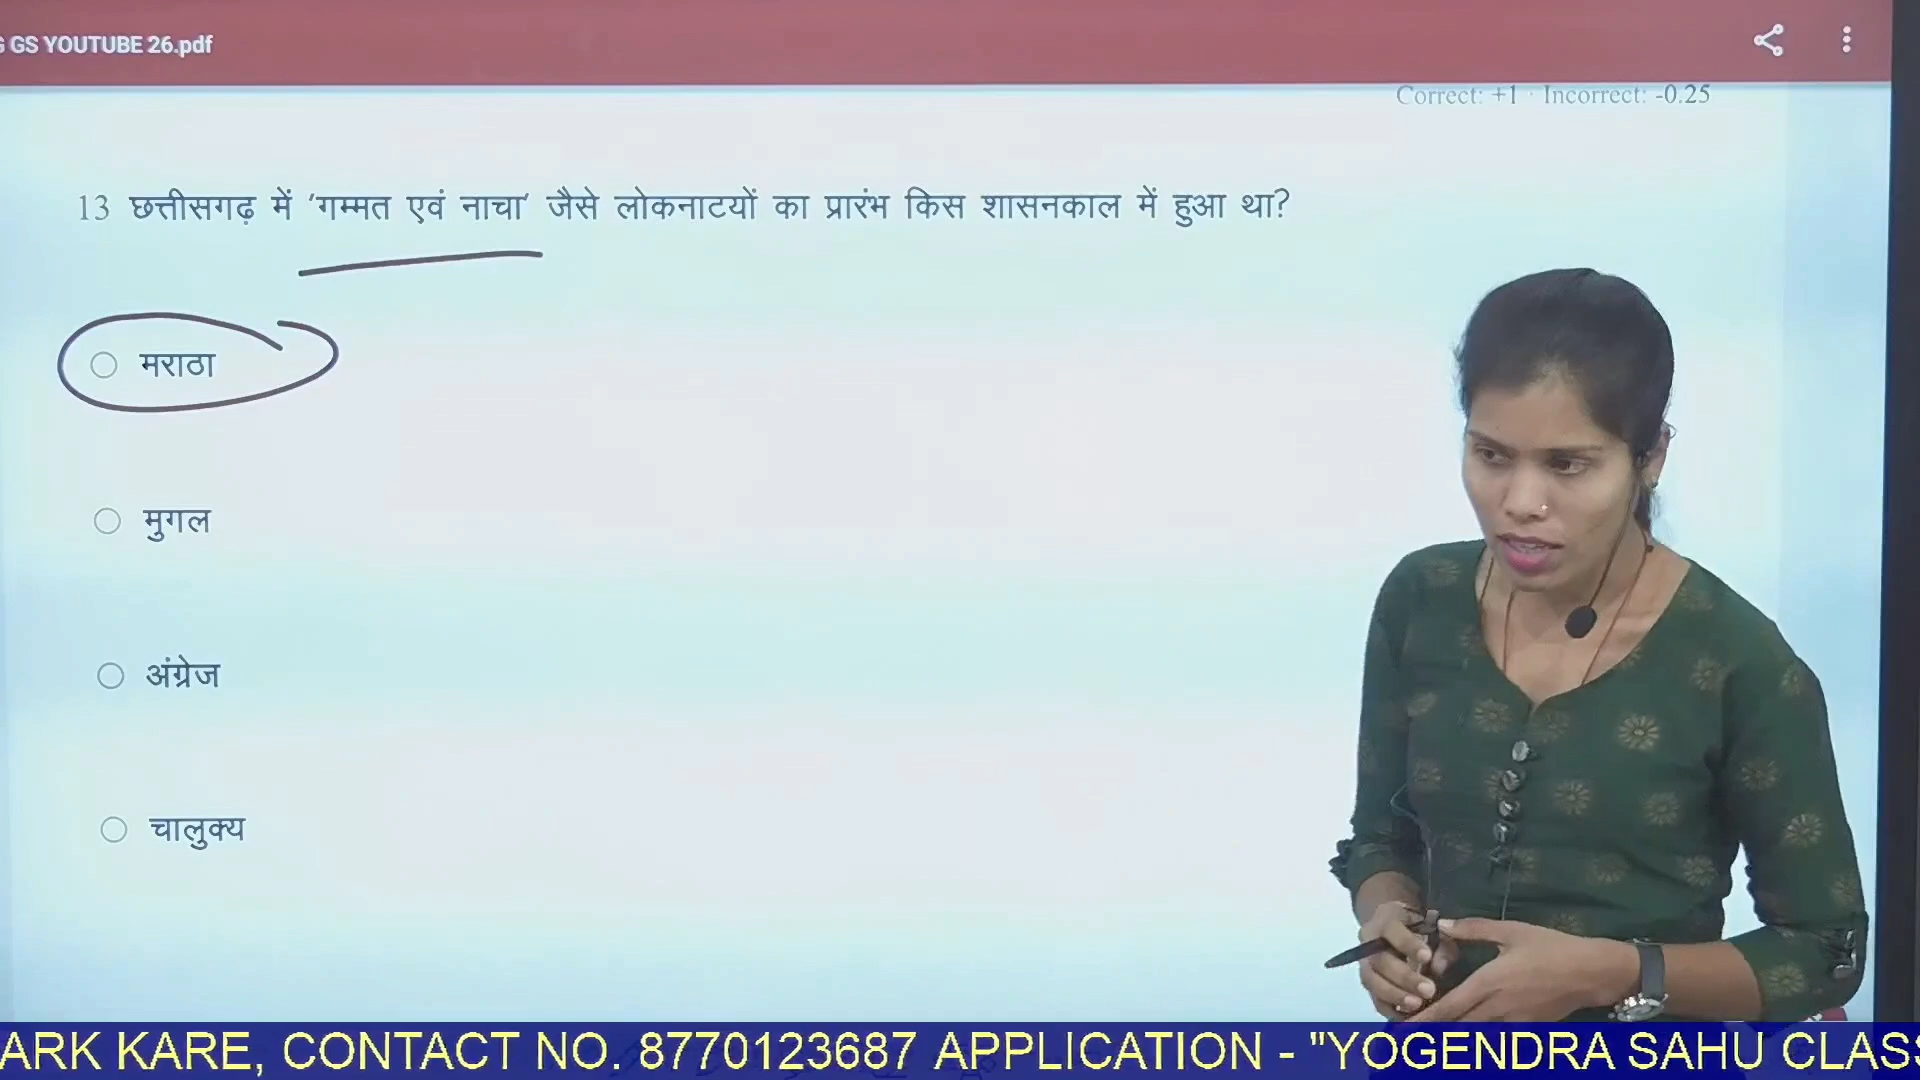 GS YOUTUBE 26.pdf
Correct: +1 · Incorrect: -0.25
13 छत्तीसगढ़ में 'गम्मत एवं नाचा' जैसे लोकनाटयों का प्रारंभ किस शासनकाल में हुआ था?
मराठा
मुगल
अंग्रेज
चालुक्य
ARK KARE, CONTACT NO. 8770123687 APPLICATION - "YOGENDRA SAHU CLASS